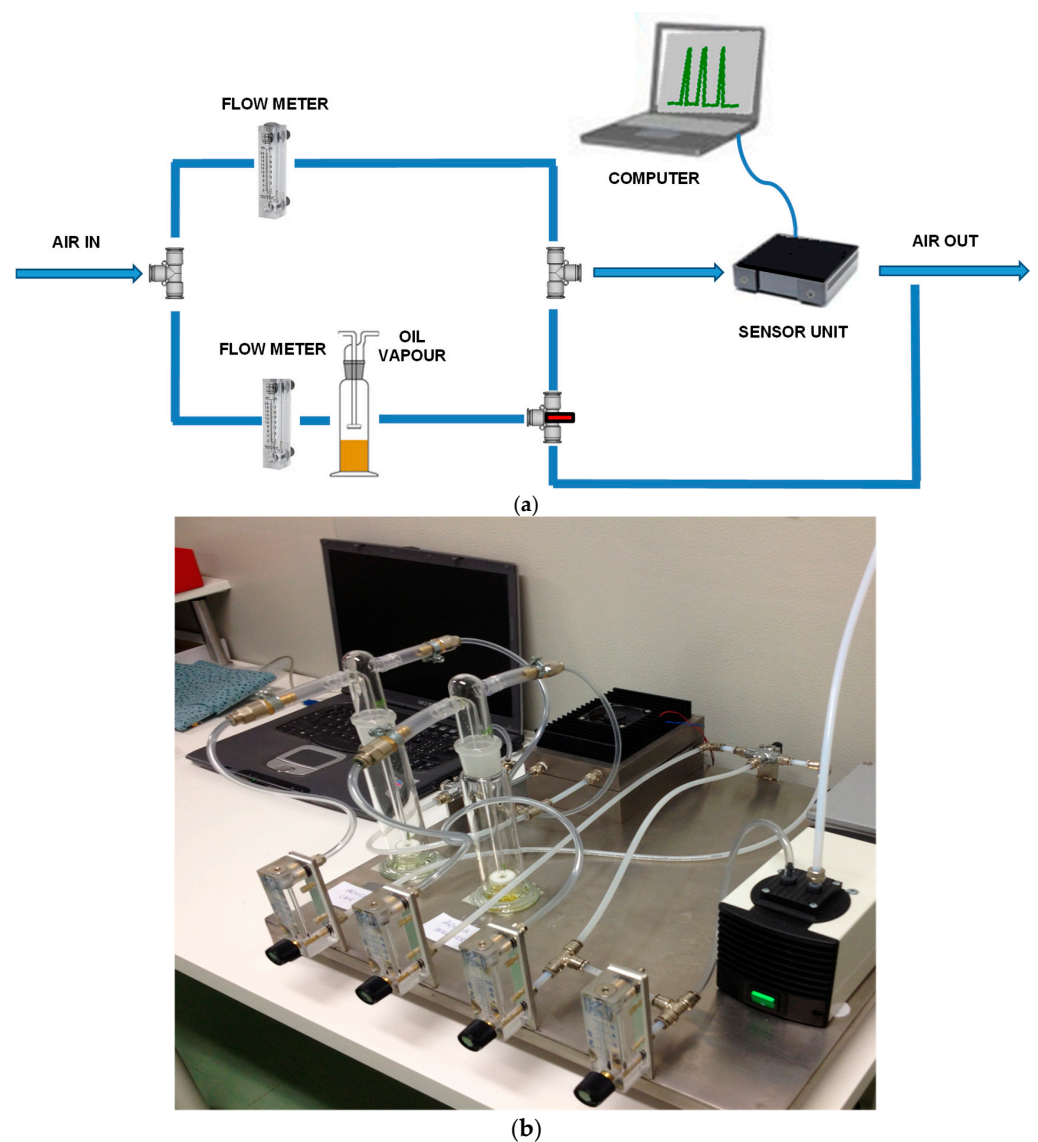 FLOW METER
COMPUTER
AIR IN
AIR OUT
SENSOR UNIT
FLOW METER
OIL
VAPOUR
(a)
(b)